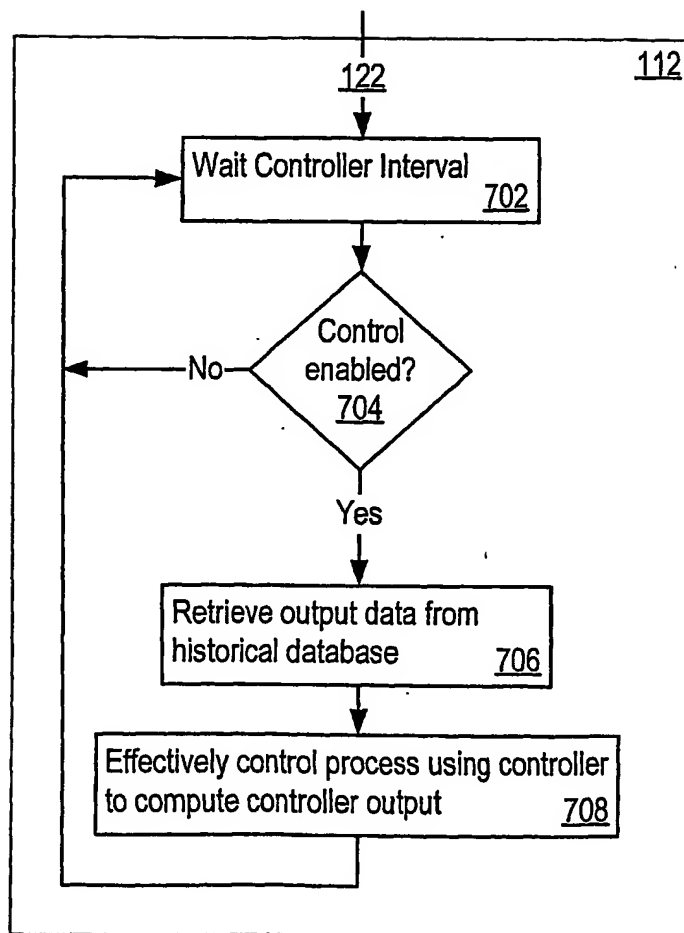 112
122
Wait Controller Interval
702
Control
enabled?
704
No
Yes
Retrieve output data from
historical database
706
Effectively control process using controller
to compute controller output
708